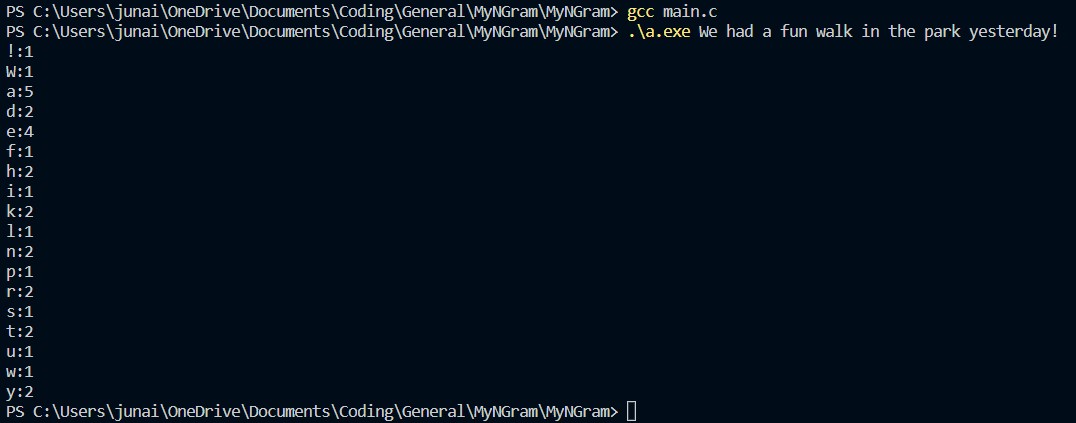 PS C:\Users\junai\OneDrive\Documents\Coding\General\MyNGram\MyNGram> gcc main.c
PS C:\Users\junai\OneDrive\Documents\Coding\General\MyNGram\MyNGram> .\a.exe We had a fun walk in the park yesterday!
!:1
W:1
a:5
d:2
e:4
f:1
h:2
i:1
k:2
l:1
n:2
p:1
r:2
s:1
t:2
u:1
w:1
y:2
PS C:\Users\junai\OneDrive\Documents\Coding\General\MyNGram\MyNGram>